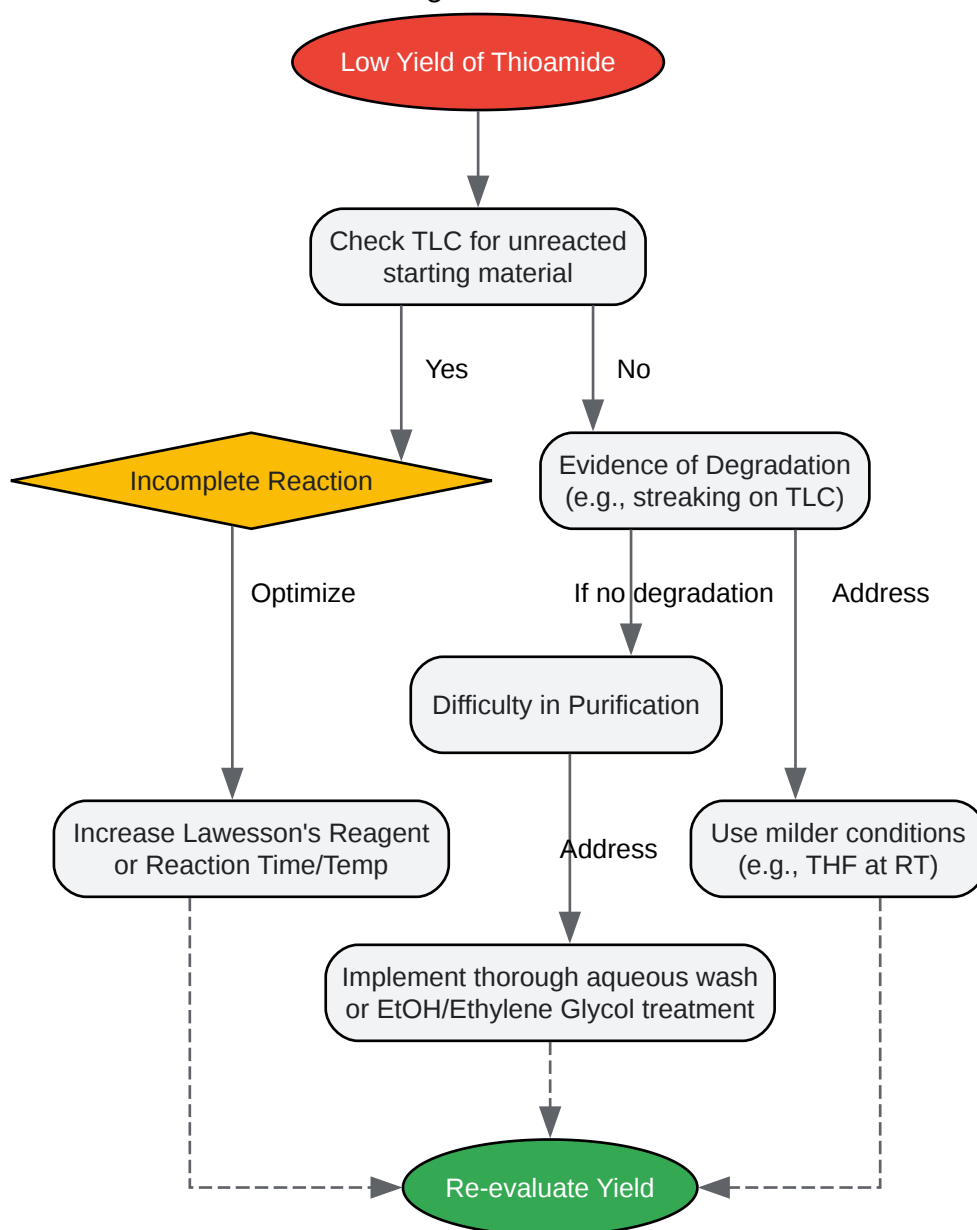 Low Yield of Thioamide
Check TLC for unreacted
starting material
Yes
No
Incomplete Reaction
Evidence of Degradation
(e.g., streaking on TLC)
Optimize
If no degradation
Address
Difficulty in Purification
Increase Lawesson's Reagent
or Reaction Time/Temp
Address
Use milder conditions
(e.g., THF at RT)
Implement thorough aqueous wash
or EtOH/Ethylene Glycol treatment
Re-evaluate Yield